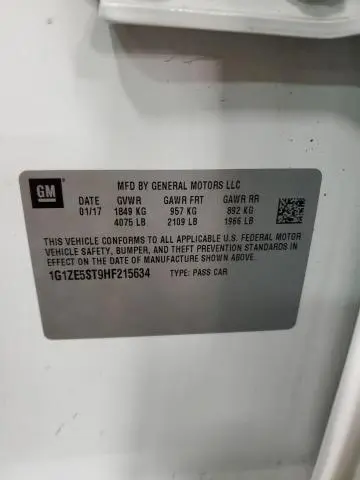 GM
MFD BY GENERAL MOTORS LLC
DATE GVWR GAWR FRT GAWR RR
01/17 1849 KG 957 KG 892 KG
4075 LB 2109 LB 1966 LB
THIS VEHICLE CONFORMS TO ALL APPLICABLE U.S. FEDERAL MOTOR
VEHICLE SAFETY, BUMPER, AND THEFT PREVENTION STANDARDS IN
EFFECT ON THE DATE OF MANUFACTURE SHOWN ABOVE.
1G1ZE5ST9HF215634 TYPE: PASS CAR